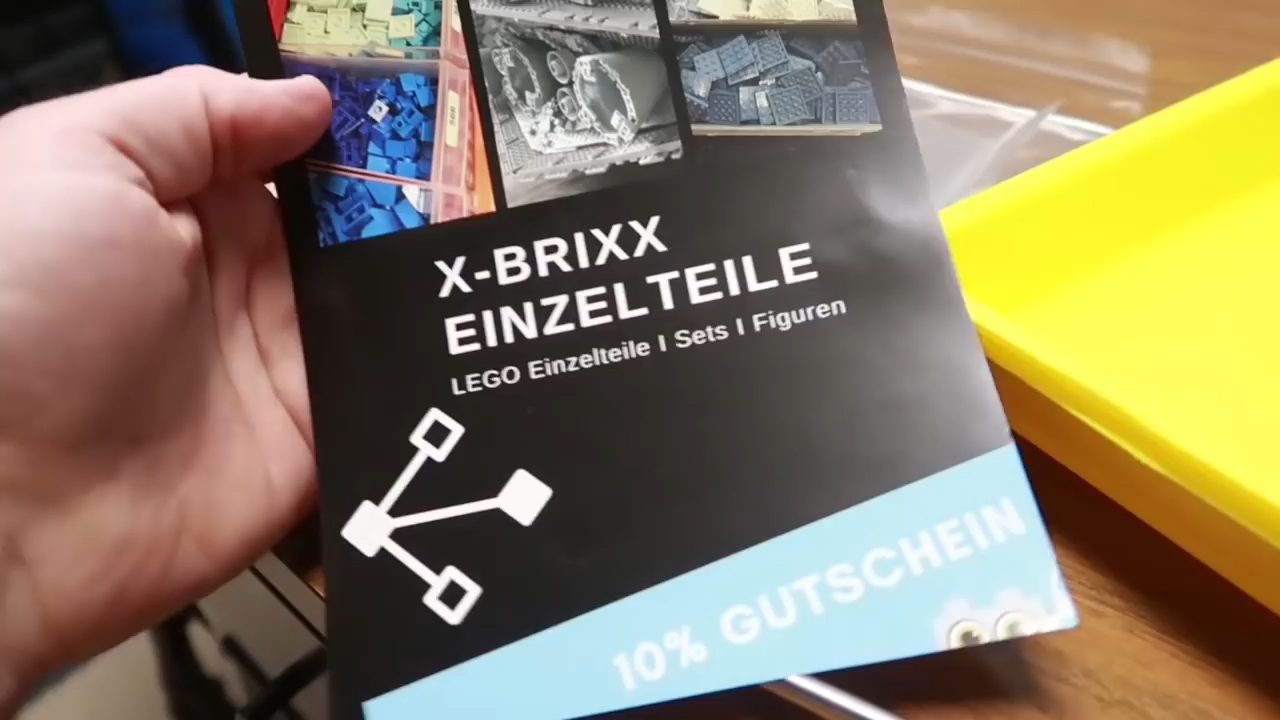 X-BRIXX
EINZELTEILE
LEGO Einzelteile I Sets I Figuren
10% GUTSCHEIN